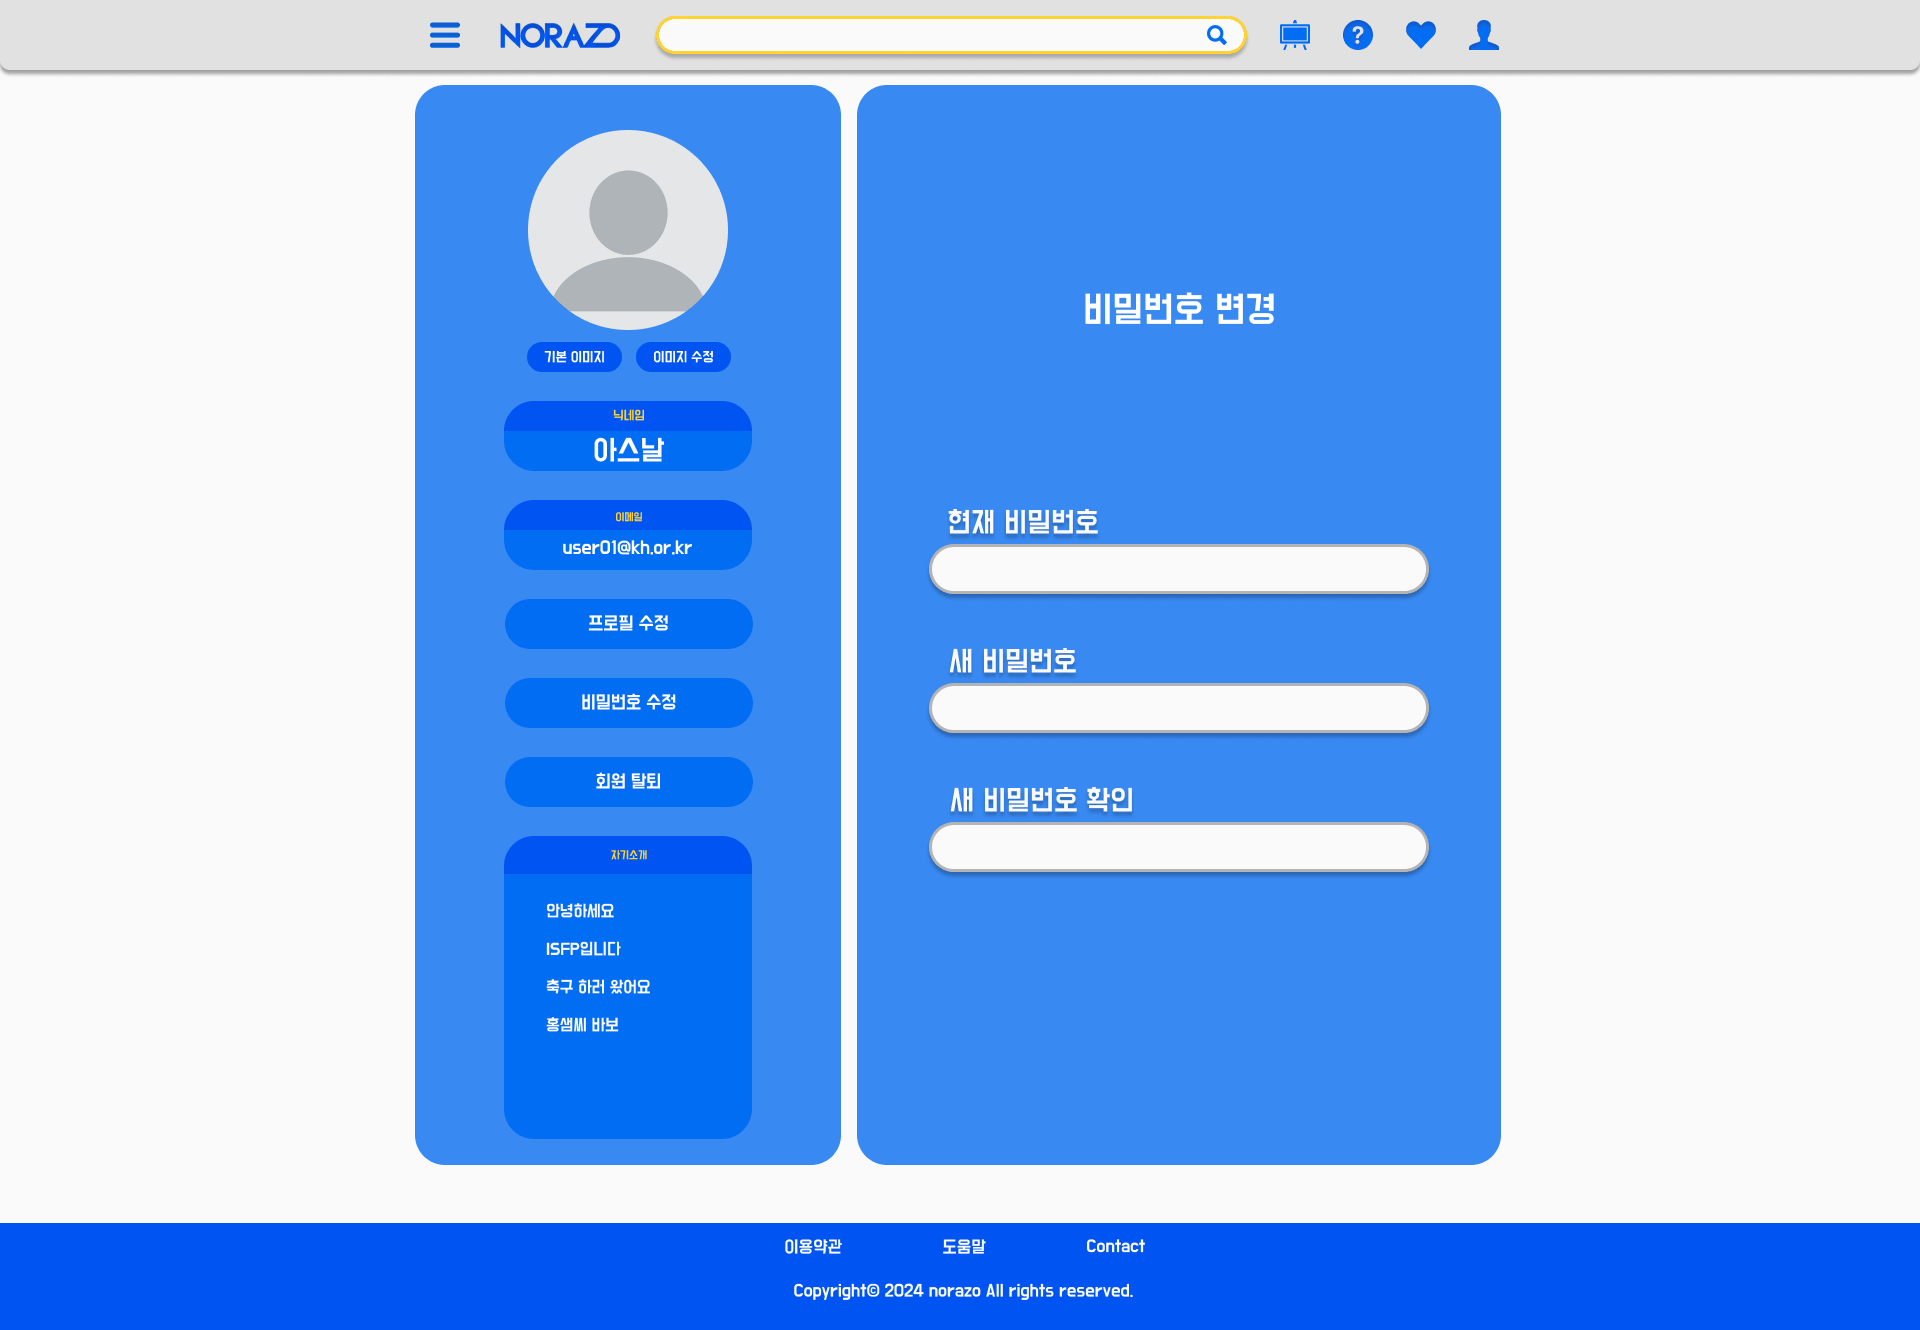 NORAZO
기본 이미지
이미지 수정
닉네임
아스날
이메일
user01@kh.or.kr
프로필 수정
비밀번호 수정
회원 탈퇴
자기소개
안녕하세요
ISFP입니다
축구 하러 왔어요
홍샘씨 바보
비밀번호 변경
현재 비밀번호
새 비밀번호
새 비밀번호 확인
이용약관
도움말
Contact
Copyright© 2024 norazo All rights reserved.